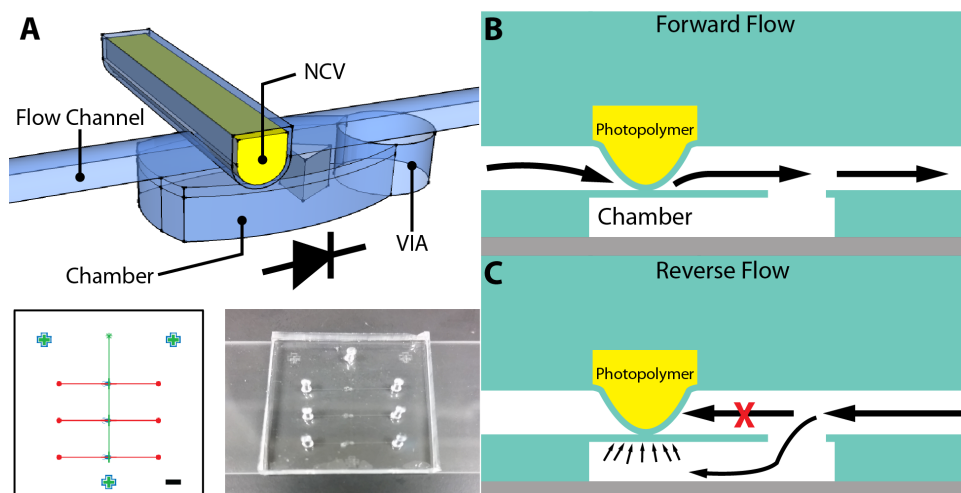 A
NCV
Flow Channel
Chamber
VIA
B
Forward Flow
Photopolymer
Chamber
C
Reverse Flow
Photopolymer
X